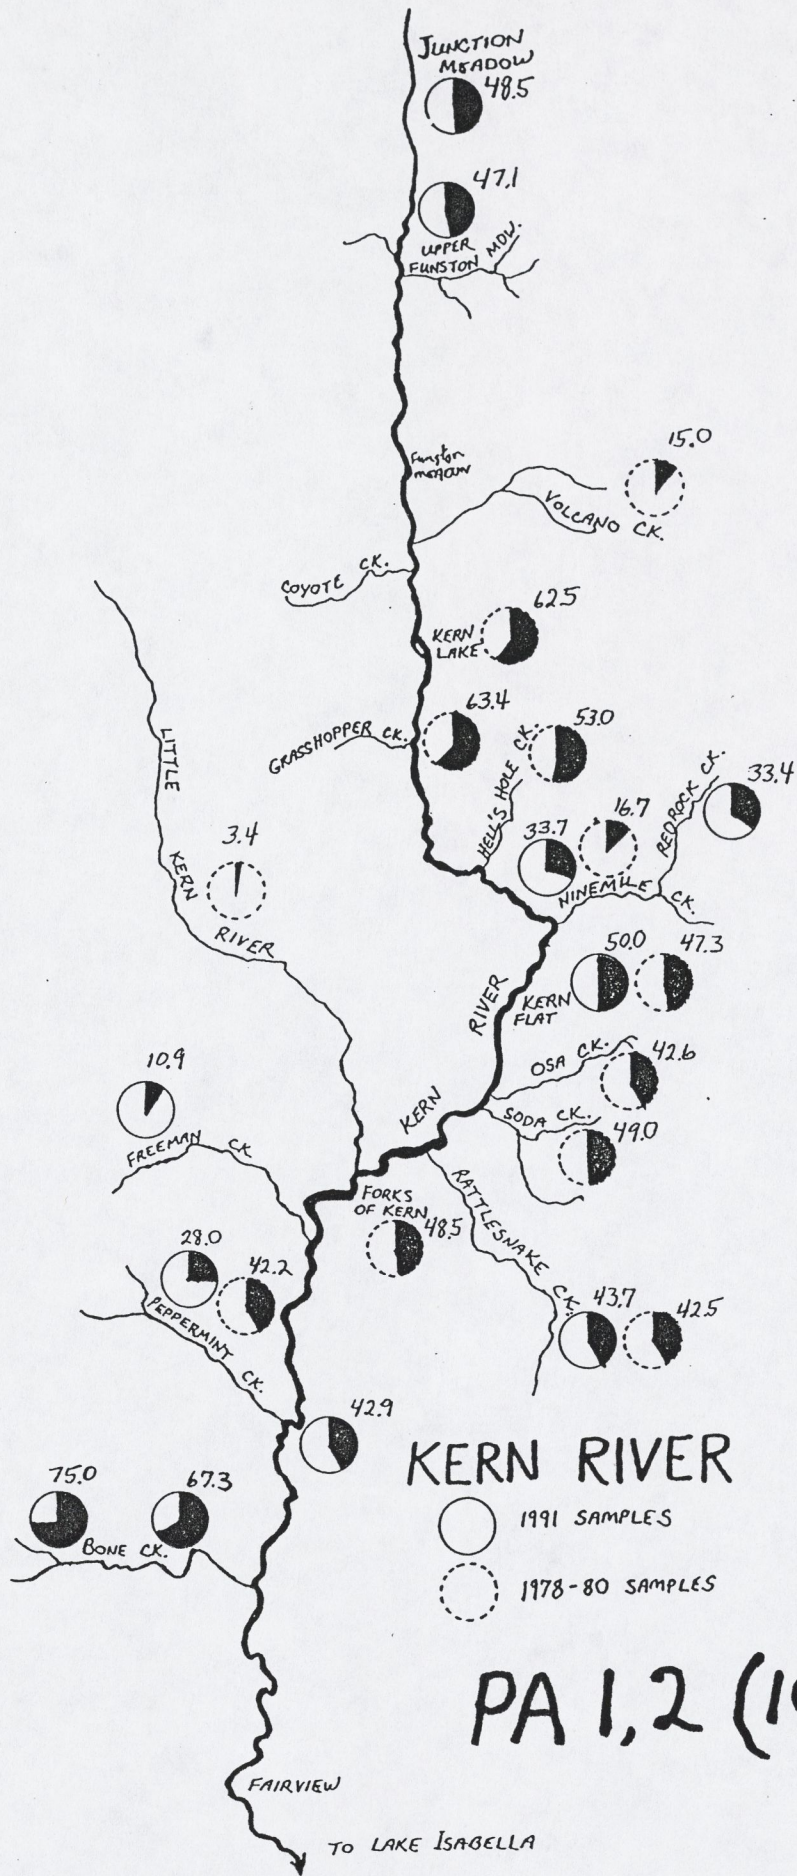 JUNCTION
MEADOW
48.5
47.1
UPPER
FUNSTON MDW.
Funston
MEADOW
15.0
VOLCANO CK.
COYOTE CK.
62.5
KERN
LAKE
63.4
GRASSHOPPER CK.
53.0
HELL'S HOLE CK.
33.4
REDROCK CK.
16.7
33.7
NINEMILE CK.
LITTLE
KERN
RIVER
3.4
50.0
47.3
KERN
FLAT
KERN RIVER
OSA CK.
42.6
SODA CK.
49.0
10.9
FREEMAN CK
FORKS
OF KERN
48.5
RATTLESNAKE CK.
28.0
42.2
PEPPERMINT CK.
43.7
42.5
42.9
75.0
67.3
BONE CK.
KERN RIVER
1991 SAMPLES
1978-80 SAMPLES
PA 1,2 (1
FAIRVIEW
TO LAKE ISABELLA